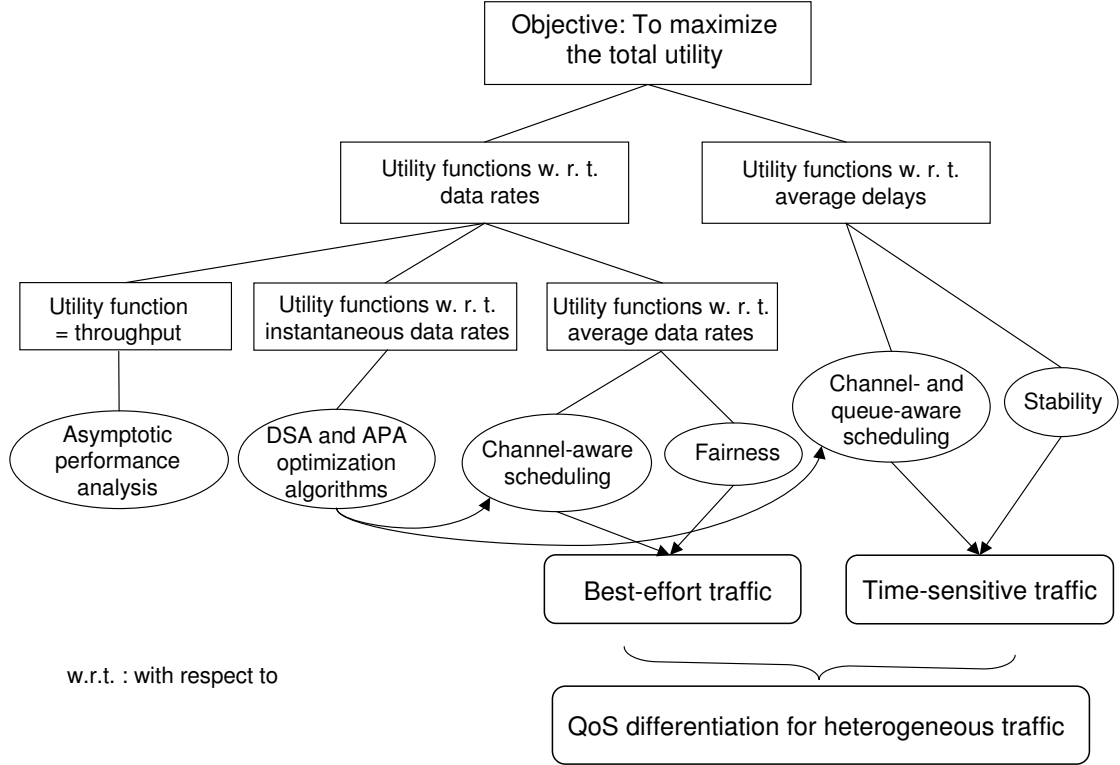 Objective: To maximize
the total utility
Utility functions w. r. t.
data rates
Utility functions w. r. t.
average delays
Utility function
= throughput
Utility functions w. r. t.
instantaneous data rates
Utility functions w. r. t.
average data rates
Asymptotic
performance
analysis
DSA and APA
optimization
algorithms
Channel-aware
scheduling
Fairness
Channel- and
queue-aware
scheduling
Stability
Best-effort traffic
Time-sensitive traffic
w.r.t. : with respect to
QoS differentiation for heterogeneous traffic